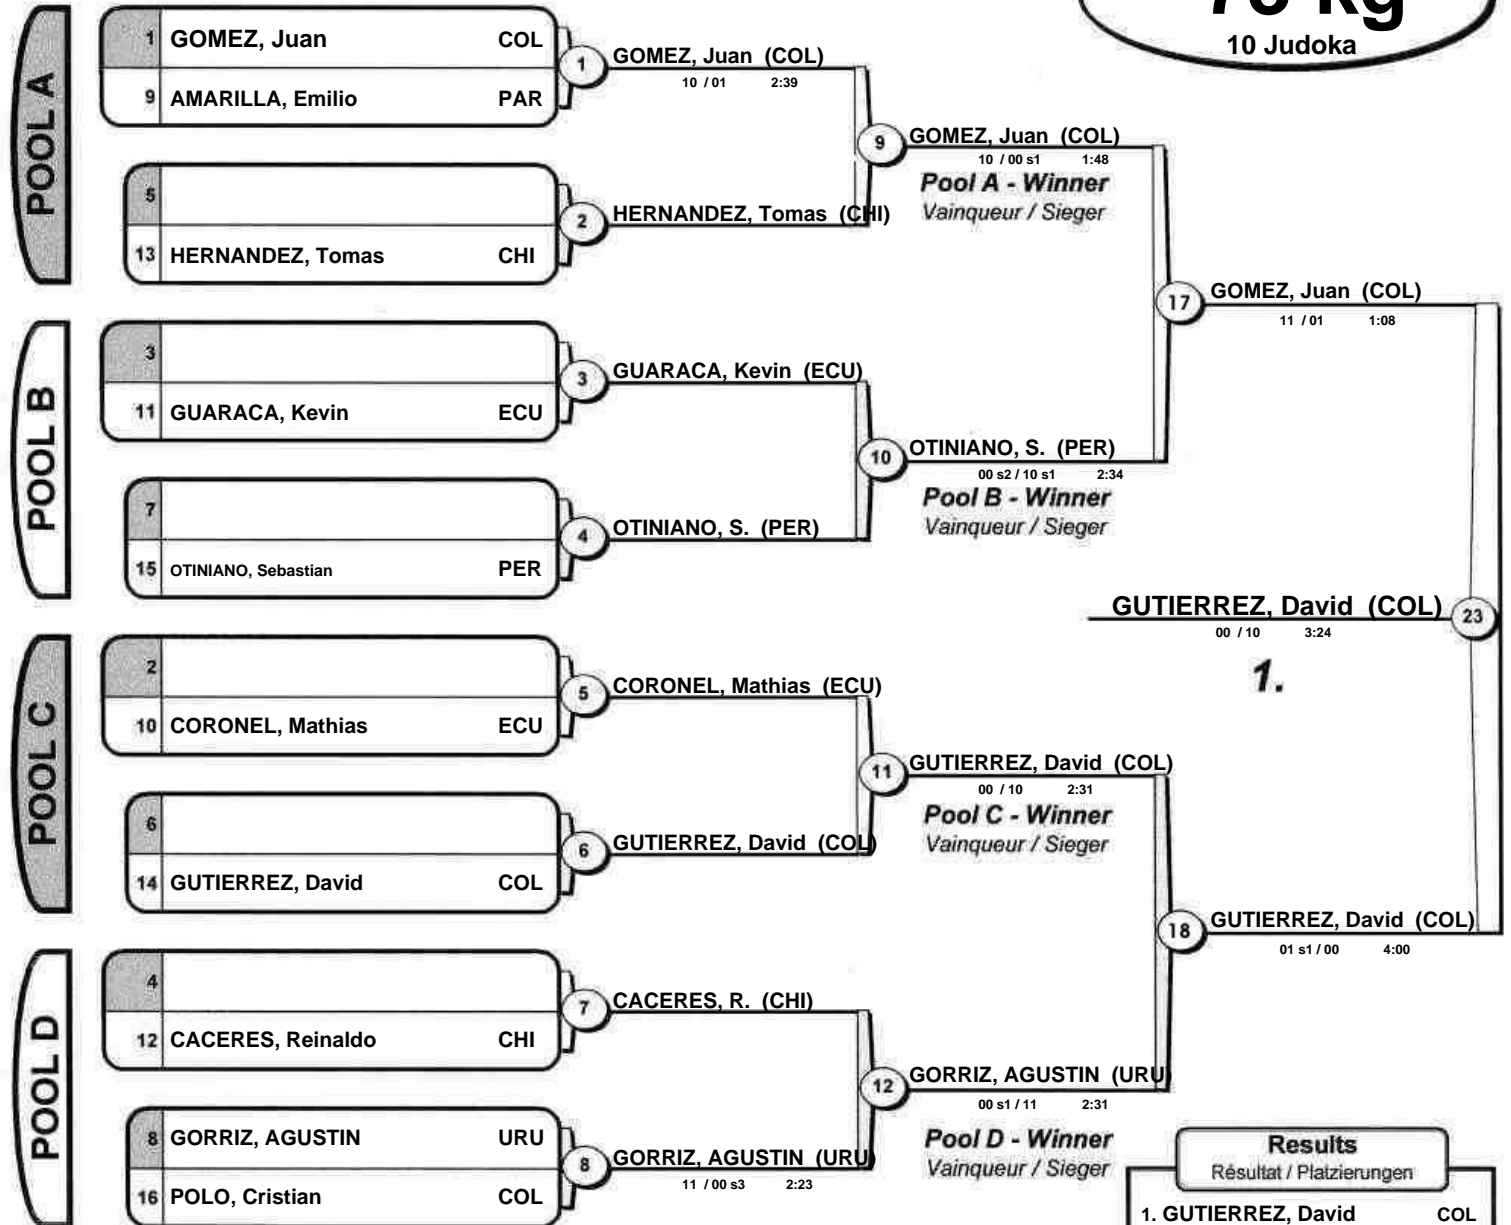 73 kg
10 Judoka
POOL A
1 GOMEZ, Juan COL
9 AMARILLA, Emilio PAR
1
GOMEZ, Juan (COL)
10 / 01 2:39
5
13 HERNANDEZ, Tomas CHI
2
HERNANDEZ, Tomas (CHI)
9
GOMEZ, Juan (COL)
10 / 00 s1 1:48
Pool A - Winner
Vainqueur / Sieger
POOL B
3
11 GUARACA, Kevin ECU
3
GUARACA, Kevin (ECU)
7
15 OTINIANO, Sebastian PER
4
OTINIANO, S. (PER)
10
OTINIANO, S. (PER)
00 s2 / 10 s1 2:34
Pool B - Winner
Vainqueur / Sieger
17
GOMEZ, Juan (COL)
11 / 01 1:08
GUTIERREZ, David (COL)
23
00 / 10 3:24
1.
POOL C
2
10 CORONEL, Mathias ECU
5
CORONEL, Mathias (ECU)
6
14 GUTIERREZ, David COL
6
GUTIERREZ, David (COL)
11
GUTIERREZ, David (COL)
00 / 10 2:31
Pool C - Winner
Vainqueur / Sieger
18
GUTIERREZ, David (COL)
01 s1 / 00 4:00
POOL D
4
12 CACERES, Reinaldo CHI
7
CACERES, R. (CHI)
8 GORRIZ, AGUSTIN URU
16 POLO, Cristian COL
8
GORRIZ, AGUSTIN (URU)
11 / 00 s3 2:23
12
GORRIZ, AGUSTIN (URU)
00 s1 / 11 2:31
Pool D - Winner
Vainqueur / Sieger
Results
Résultat / Platzierungen
1. GUTIERREZ, David COL